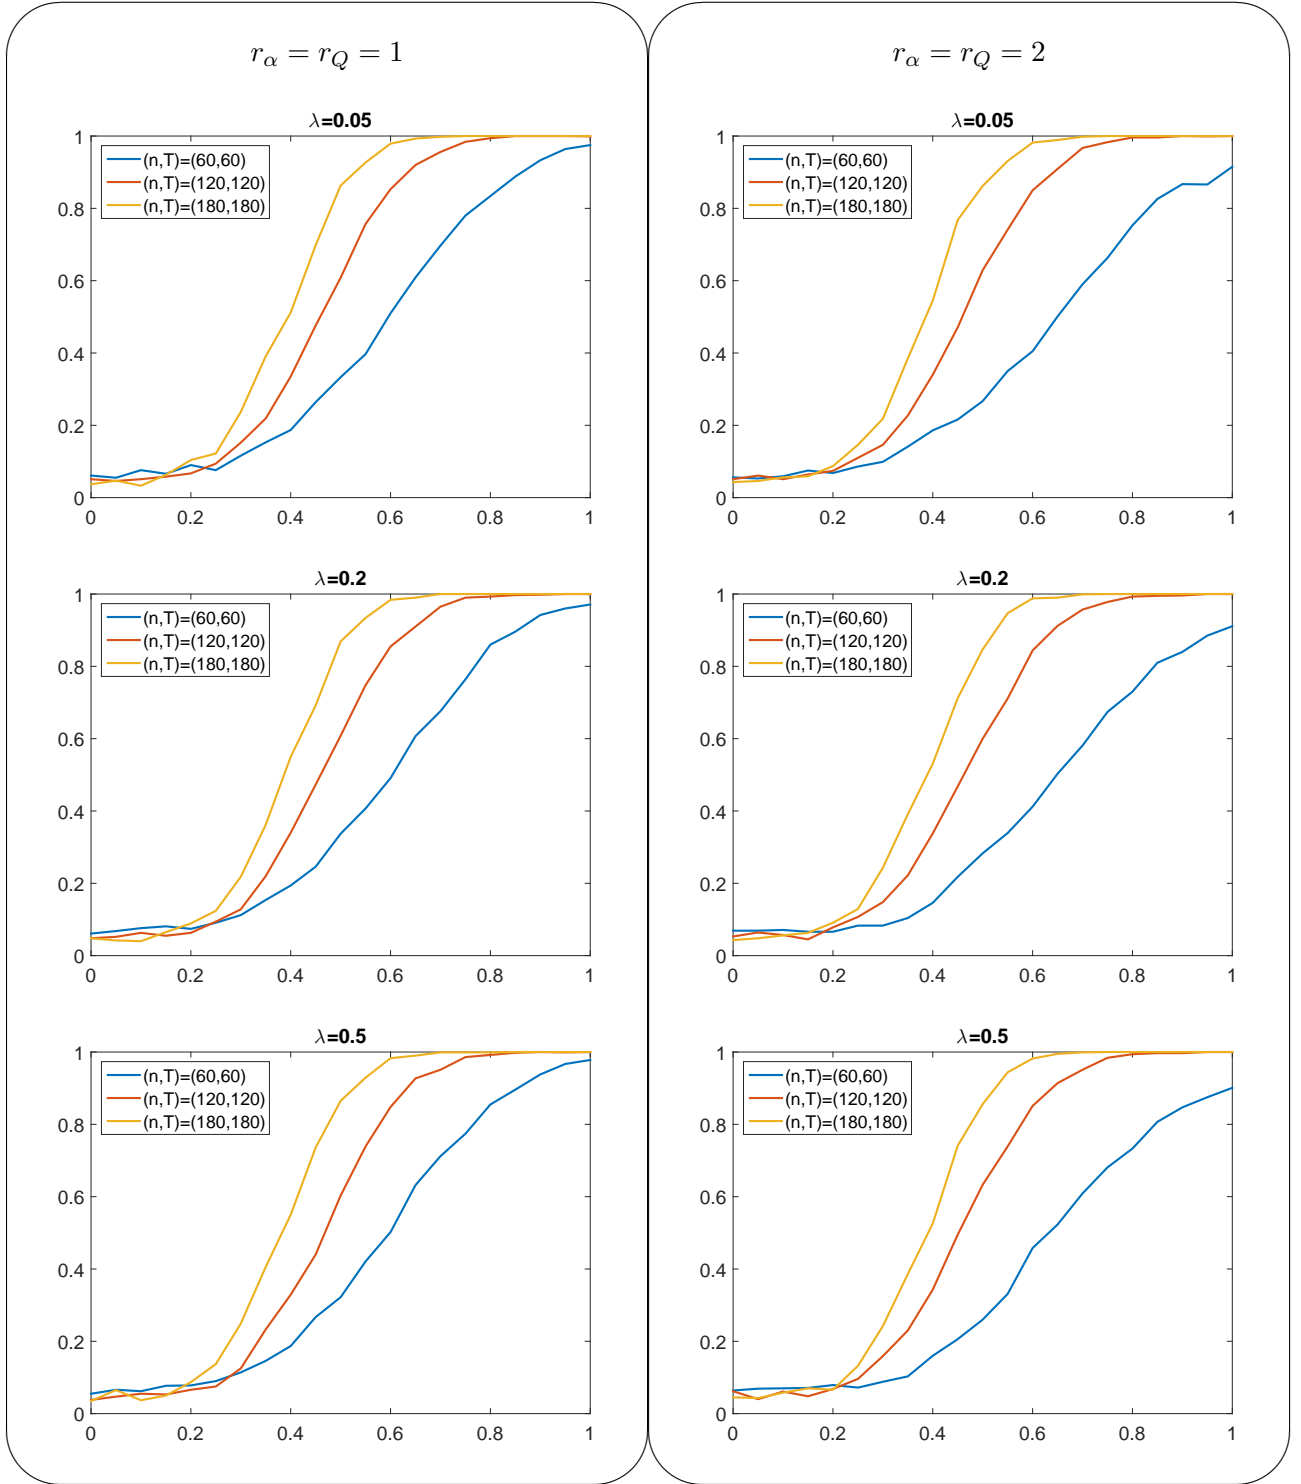 r_α = r_Q = 1
λ=0.05
(n,T)=(60,60)
(n,T)=(120,120)
(n,T)=(180,180)
1
0.8
0.6
0.4
0.2
0
0 0.2 0.4 0.6 0.8 1
λ=0.2
(n,T)=(60,60)
(n,T)=(120,120)
(n,T)=(180,180)
1
0.8
0.6
0.4
0.2
0
0 0.2 0.4 0.6 0.8 1
λ=0.5
(n,T)=(60,60)
(n,T)=(120,120)
(n,T)=(180,180)
1
0.8
0.6
0.4
0.2
0
0 0.2 0.4 0.6 0.8 1
r_α = r_Q = 2
λ=0.05
(n,T)=(60,60)
(n,T)=(120,120)
(n,T)=(180,180)
1
0.8
0.6
0.4
0.2
0
0 0.2 0.4 0.6 0.8 1
λ=0.2
(n,T)=(60,60)
(n,T)=(120,120)
(n,T)=(180,180)
1
0.8
0.6
0.4
0.2
0
0 0.2 0.4 0.6 0.8 1
λ=0.5
(n,T)=(60,60)
(n,T)=(120,120)
(n,T)=(180,180)
1
0.8
0.6
0.4
0.2
0
0 0.2 0.4 0.6 0.8 1